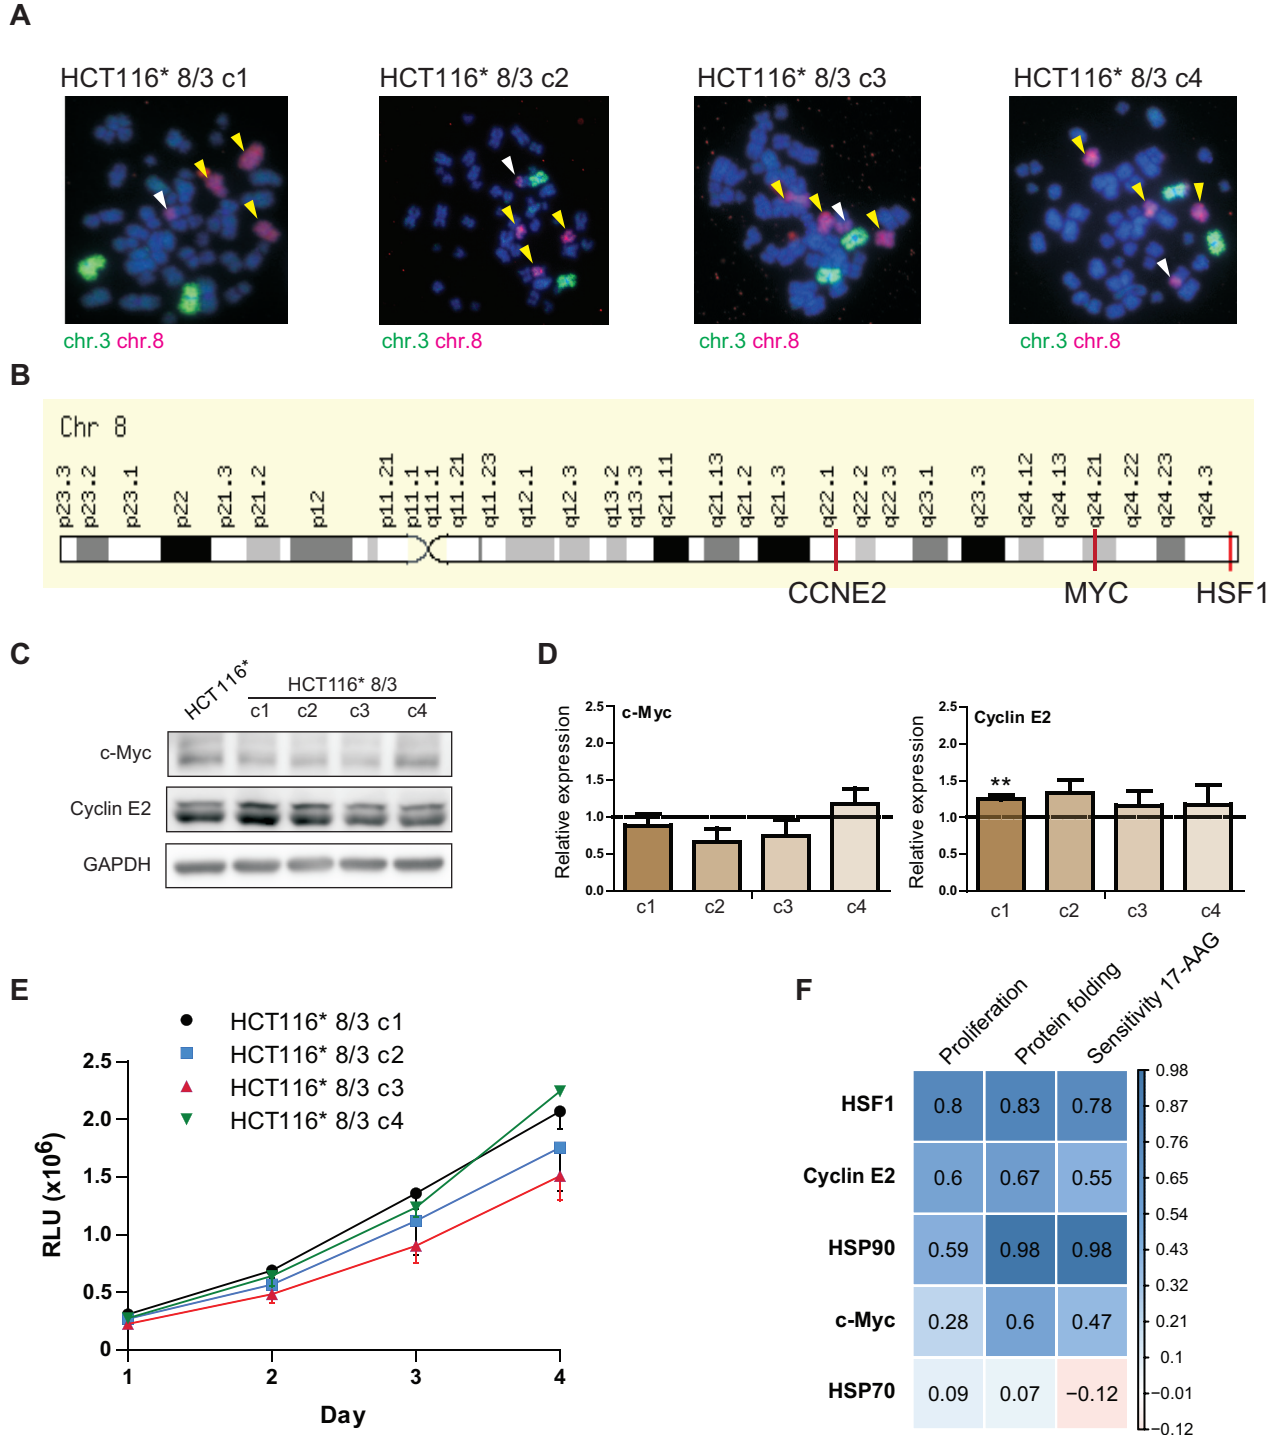 A
HCT116* 8/3 c1
HCT116* 8/3 c2
HCT116* 8/3 c3
HCT116* 8/3 c4
chr.3 chr.8
chr.3 chr.8
chr.3 chr.8
chr.3 chr.8
B
Chr 8
p23.3 p23.2 p23.1 p22 p21.3 p21.2 p12 p11.21 p11.1 q11.1 q11.21 q11.23 q12.1 q12.3 q13.2 q13.3 q21.11 q21.13 q21.2 q21.3 q22.1 q22.2 q22.3 q23.1 q23.3 q24.12 q24.13 q24.21 q24.22 q24.23 q24.3
CCNE2 MYC HSF1
C
HCT116*
HCT116* 8/3
c1 c2 c3 c4
c-Myc
Cyclin E2
GAPDH
D
Relative expression
c-Myc
2.5
2.0
1.5
1.0
0.5
0.0
c1 c2 c3 c4
Relative expression
Cyclin E2
**
2.5
2.0
1.5
1.0
0.5
0.0
c1 c2 c3 c4
E
HCT116* 8/3 c1
HCT116* 8/3 c2
HCT116* 8/3 c3
HCT116* 8/3 c4
RLU (x10⁶)
2.5
2.0
1.5
1.0
0.5
0
1 2 3 4
Day
F
Proliferation
Protein folding
Sensitivity 17-AAG
HSF1 0.8 0.83 0.78
Cyclin E2 0.6 0.67 0.55
HSP90 0.59 0.98 0.98
c-Myc 0.28 0.6 0.47
HSP70 0.09 0.07 −0.12
0.98
0.87
0.76
0.65
0.54
0.43
0.32
0.21
0.1
−0.01
−0.12